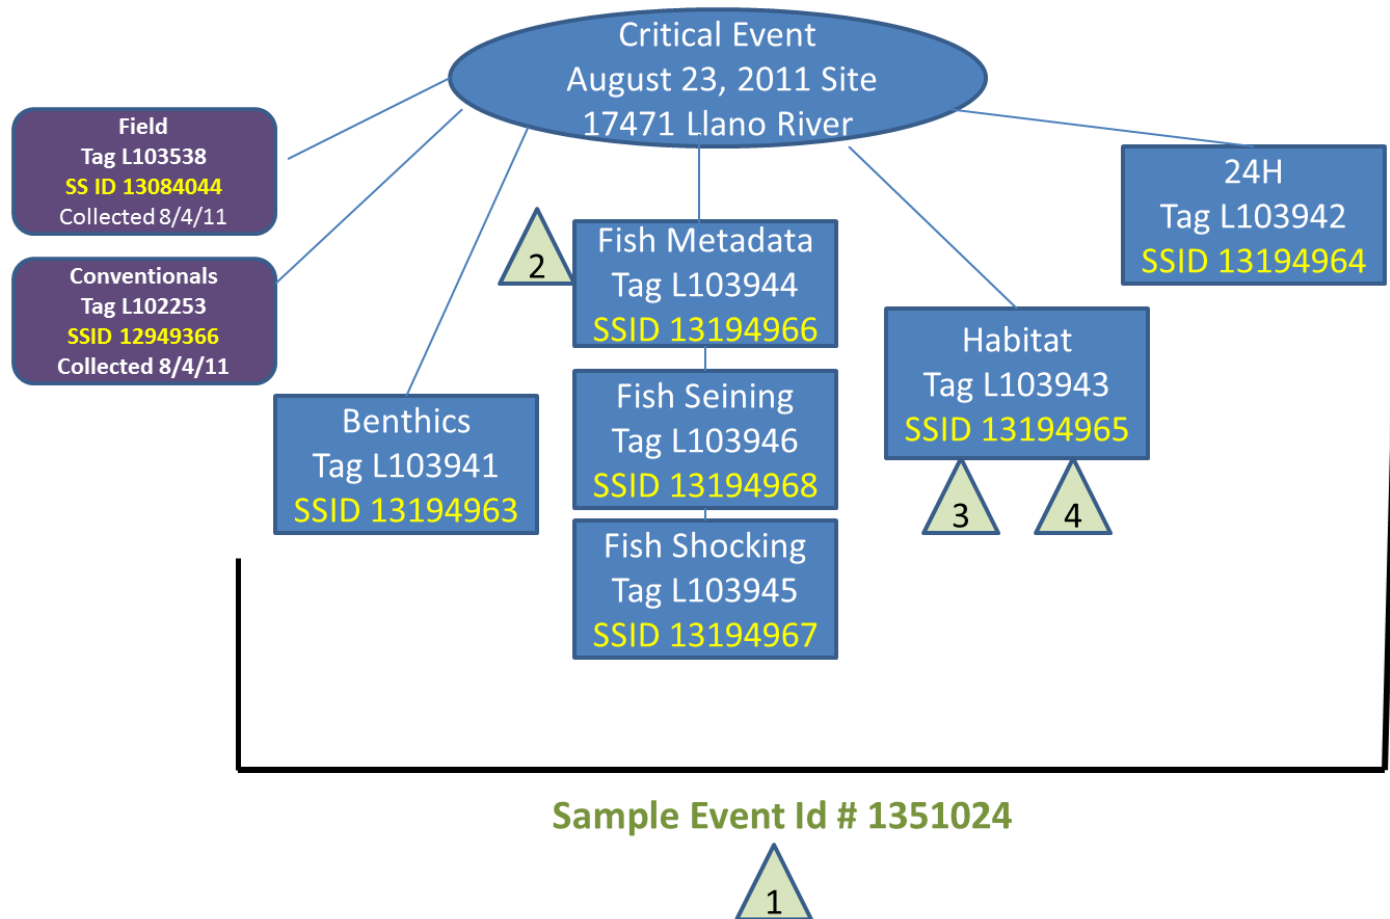 Critical Event
August 23, 2011 Site
17471 Llano River
Field
Tag L103538
SS ID 13084044
Collected 8/4/11
Conventionals
Tag L102253
SSID 12949366
Collected 8/4/11
Benthics
Tag L103941
SSID 13194963
2
Fish Metadata
Tag L103944
SSID 13194966
Fish Seining
Tag L103946
SSID 13194968
Fish Shocking
Tag L103945
SSID 13194967
Habitat
Tag L103943
SSID 13194965
3
4
24H
Tag L103942
SSID 13194964
Sample Event Id # 1351024
1